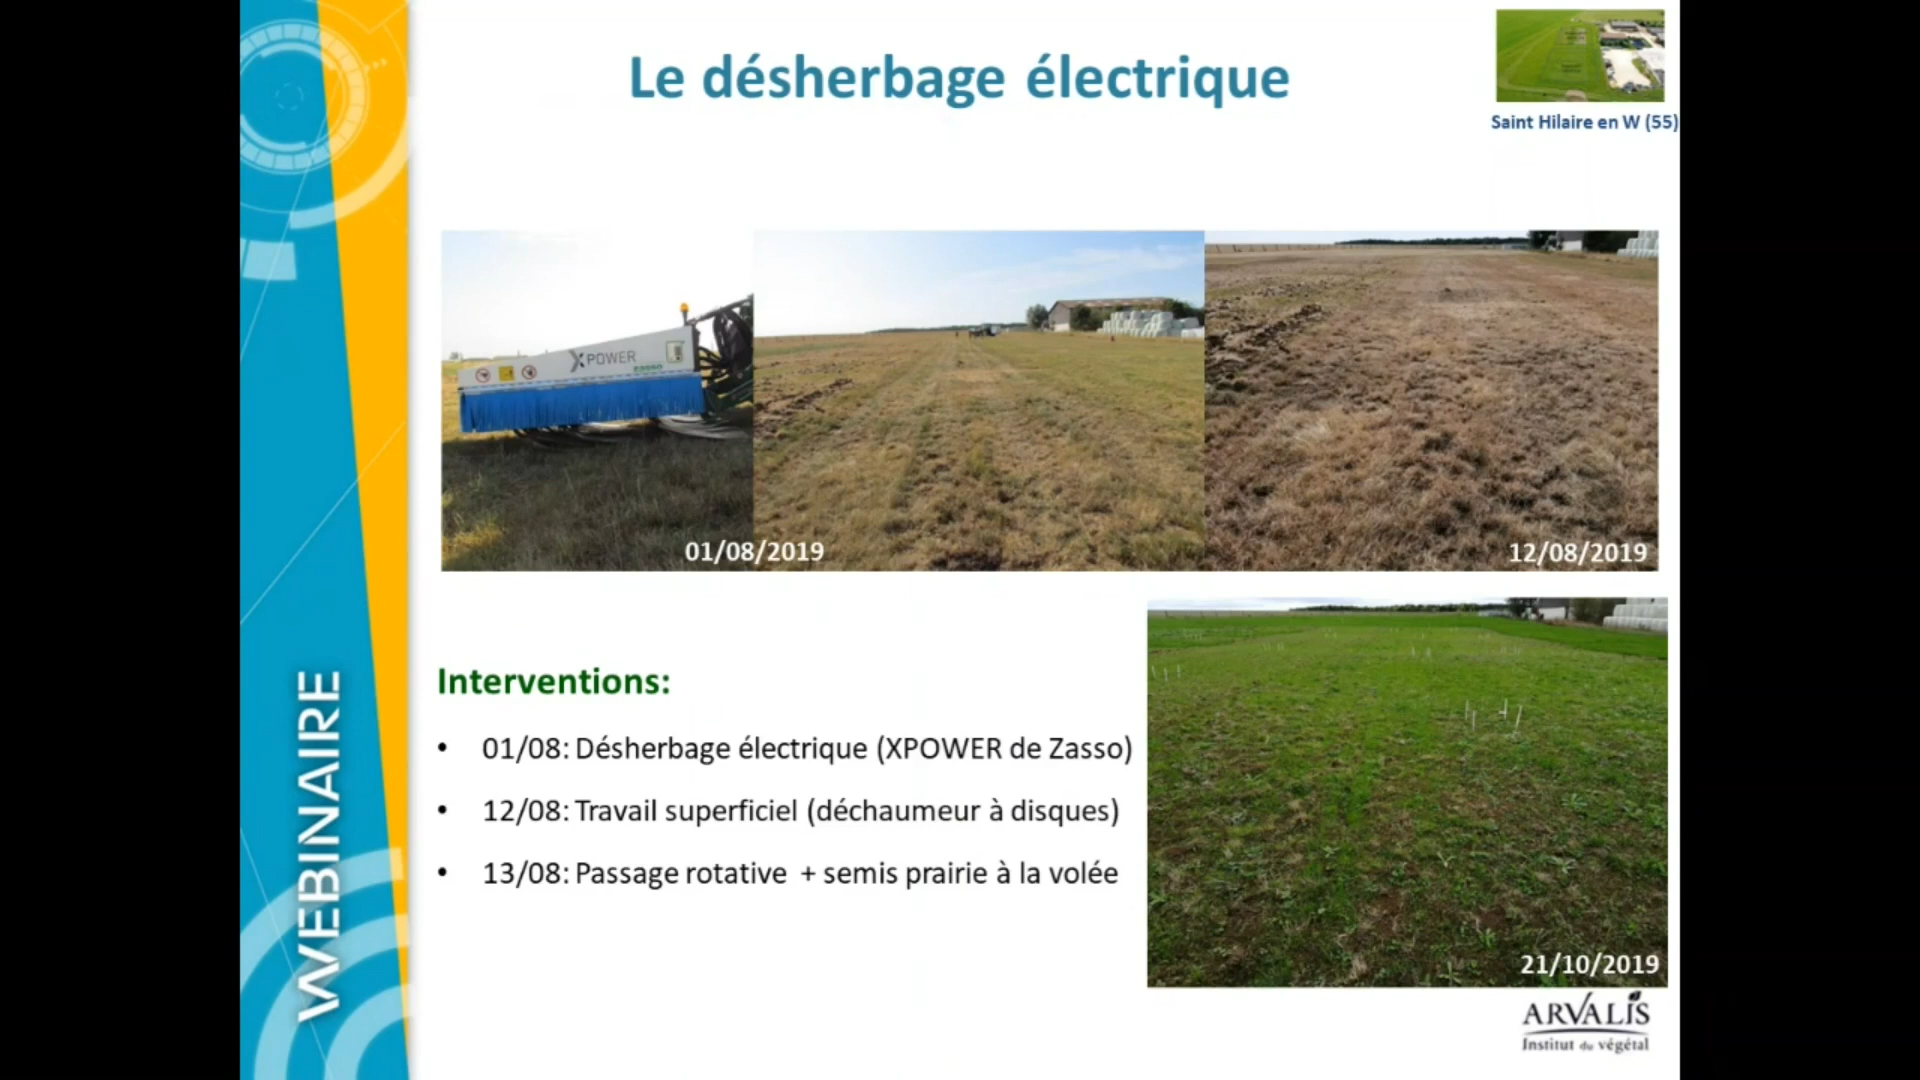 Le désherbage électrique
Saint Hilaire en W (55)
XPOWER
zasso
01/08/2019
12/08/2019
Interventions:
• 01/08: Désherbage électrique (XPOWER de Zasso)
• 12/08: Travail superficiel (déchaumeur à disques)
• 13/08: Passage rotative + semis prairie à la volée
21/10/2019
WEBINAIRE
ARVALIS
Institut du végétal